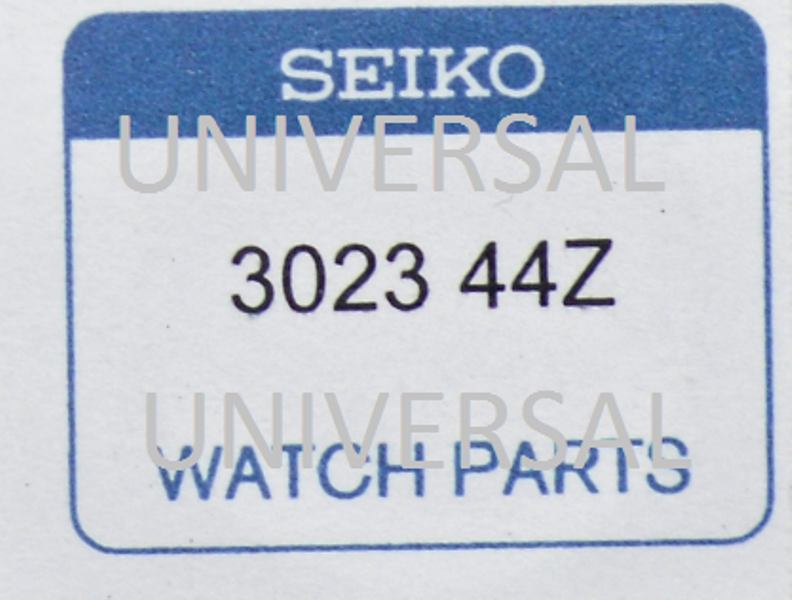 SEIKO
UNIVERSAL
3023 44Z
UNIVERSAL
WATCH PARTS